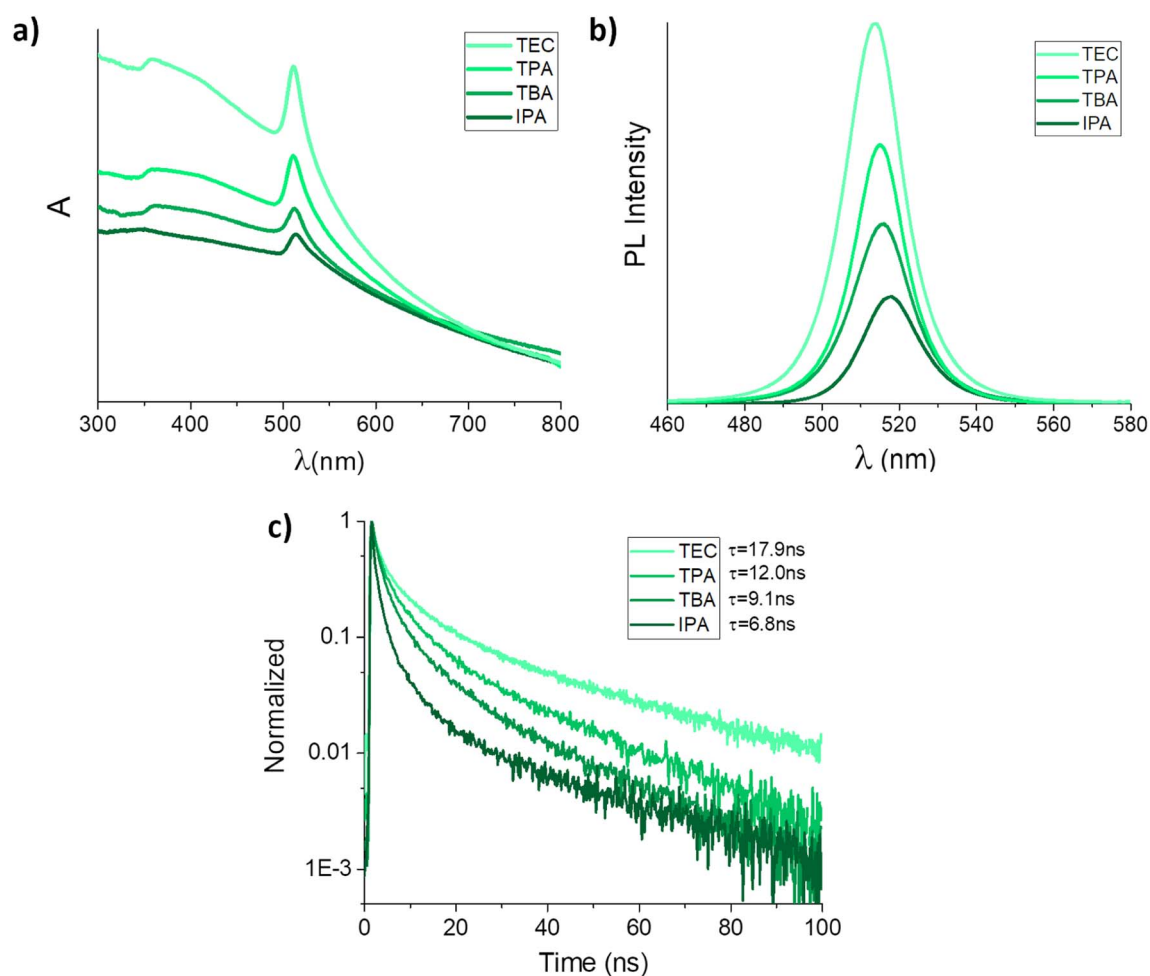 a)
TEC
TPA
TBA
IPA
A
300 400 500 600 700 800
λ(nm)
b)
TEC
TPA
TBA
IPA
PL Intensity
460 480 500 520 540 560 580
λ (nm)
c)
TEC τ=17.9ns
TPA τ=12.0ns
TBA τ=9.1ns
IPA τ=6.8ns
Normalized
1
0.1
0.01
1E-3
0 20 40 60 80 100
Time (ns)